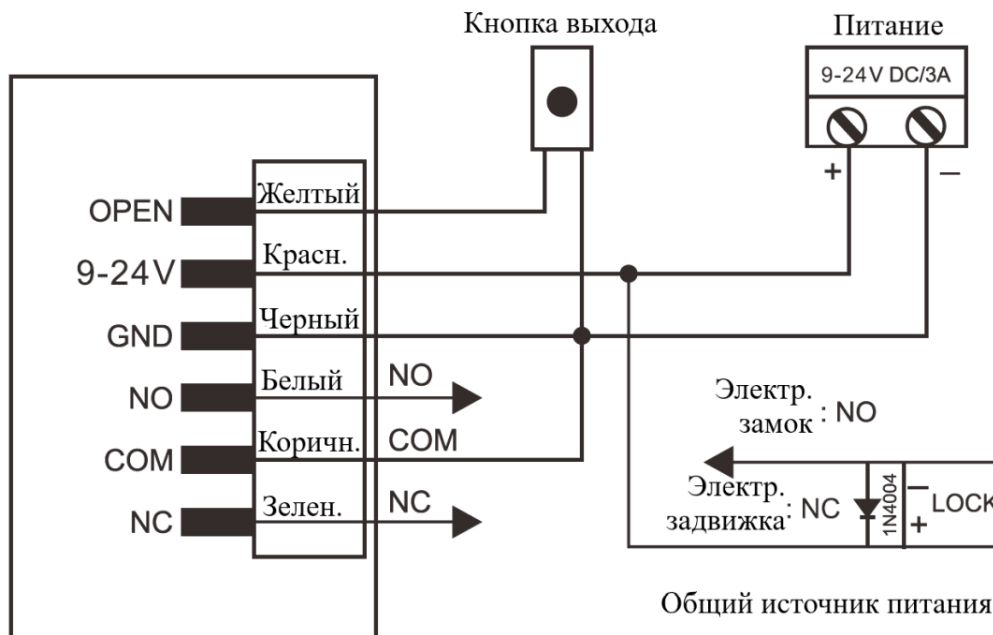 Кнопка выхода
Питание
9-24V DC/3A
+
–
OPEN
Желтый
9-24V
Красн.
GND
Черный
NO
Белый
NO
COM
Коричн.
COM
NC
Зелен.
NC
Электр.
замок
: NO
Электр.
задвижка
: NC
1N4004
–
+
LOCK
Общий источник питания